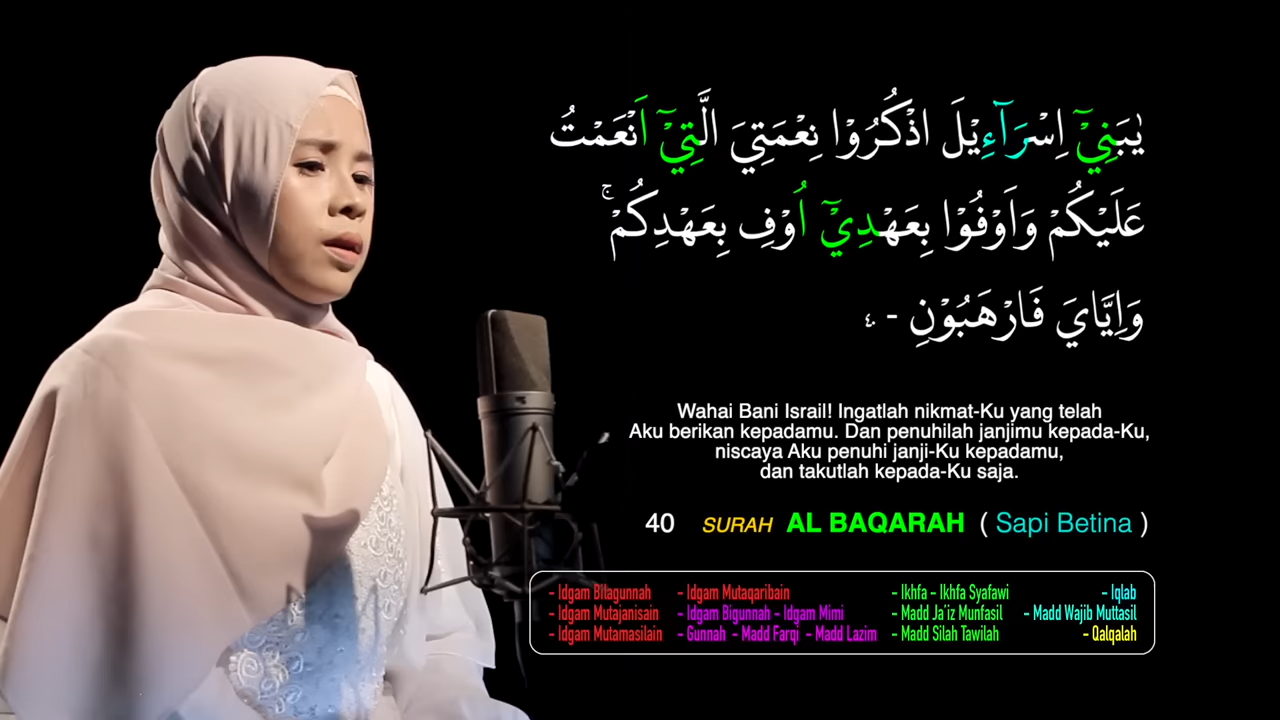 يٰبَنِيْٓ اِسْرَاۤءِيْلَ اذْكُرُوْا نِعْمَتِيَ الَّتِيْٓ اَنْعَمْتُ
عَلَيْكُمْ وَاَوْفُوْا بِعَهْدِيْٓ اُوْفِ بِعَهْدِكُمْۚ
وَاِيَّايَ فَارْهَبُوْنِ - ٤٠
Wahai Bani Israil! Ingatlah nikmat-Ku yang telah
Aku berikan kepadamu. Dan penuhilah janjimu kepada-Ku,
niscaya Aku penuhi janji-Ku kepadamu,
dan takutlah kepada-Ku saja.
40 SURAH AL BAQARAH ( Sapi Betina )
- Idgam Bilagunnah - Idgam Mutaqaribain - Ikhfa - Ikhfa Syafawi - Iqlab
- Idgam Mutajanisain - Idgam Bigunnah - Idgam Mimi - Madd Ja'iz Munfasil - Madd Wajib Muttasil
- Idgam Mutamasilain - Gunnah - Madd Farqi - Madd Lazim - Madd Silah Tawilah - Qalqalah